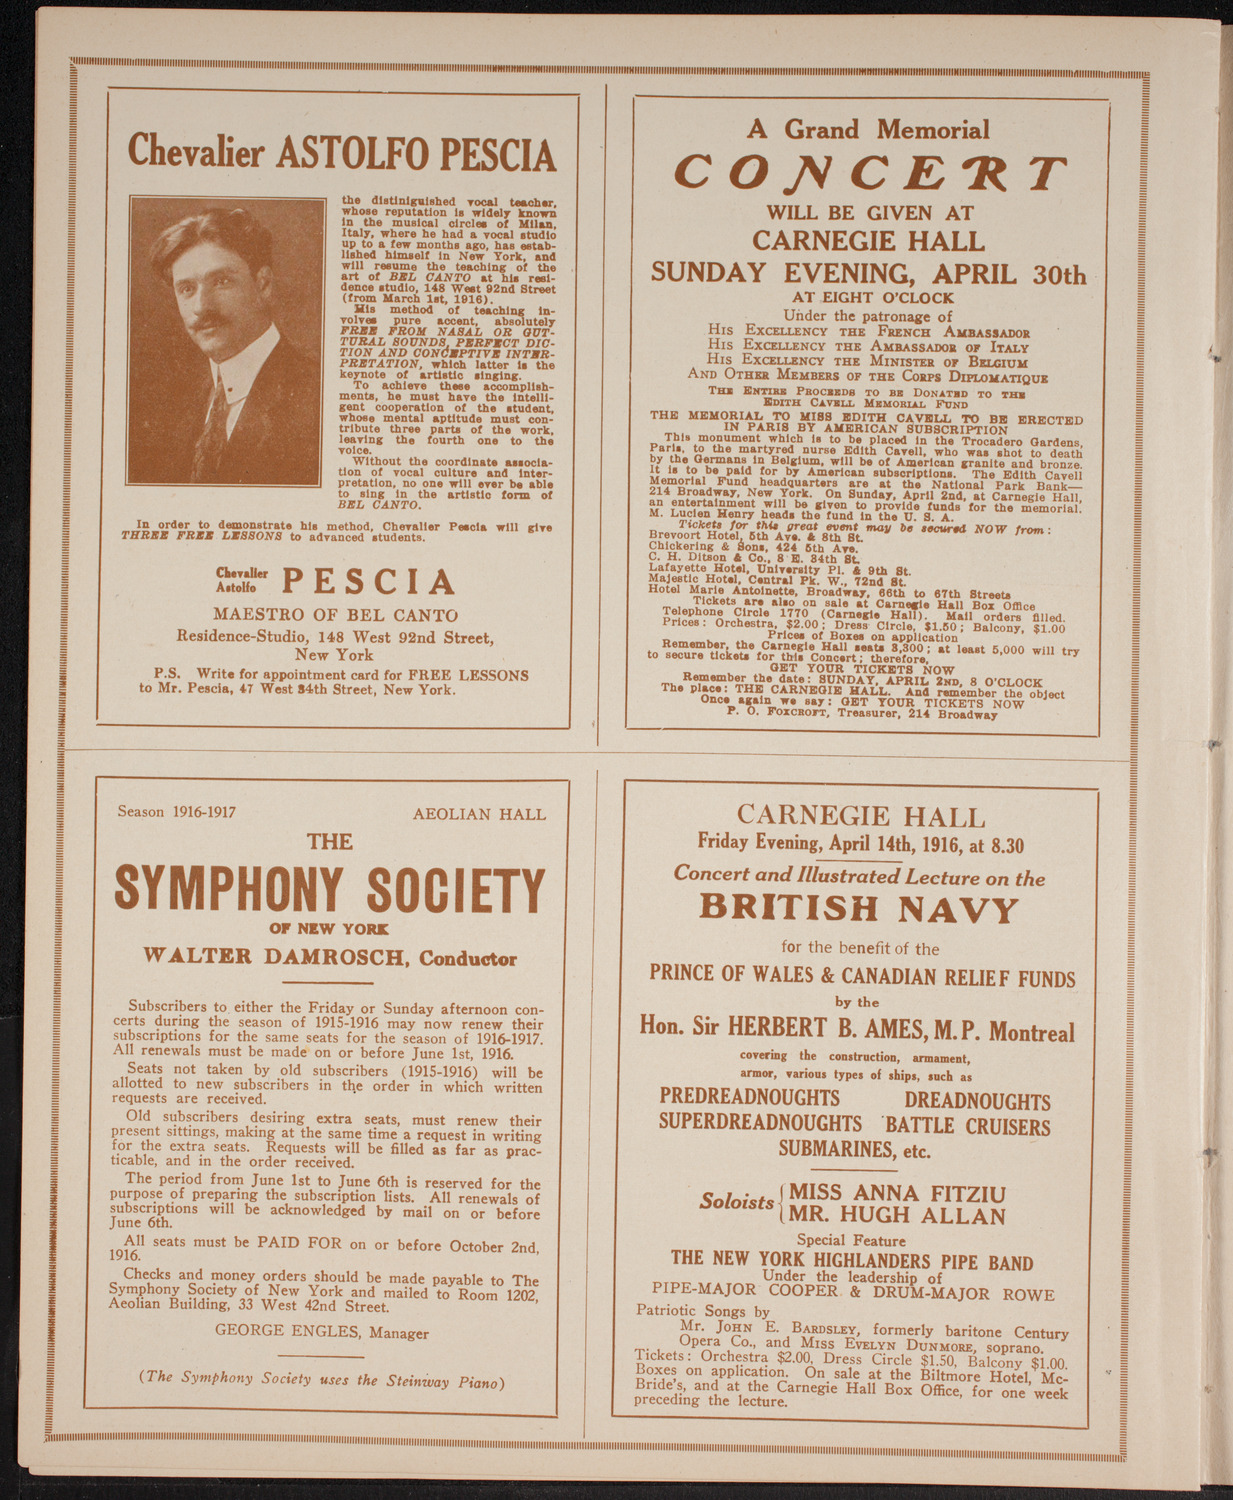 Chevalier ASTOLFO PESCIA
the distinguished vocal teacher,
whose reputation is widely known
in the musical circles of Milan,
Italy, where he had a vocal studio
up to a few months ago, has estab-
lished himself in New York, and
will resume the teaching of the
art of BEL CANTO at his resi-
dence studio, 148 West 92nd Street
(from March 1st, 1916).
His method of teaching in-
volves pure accent, absolutely
FREE FROM NASAL OR GUT-
TURAL SOUNDS, PERFECT DIC-
TION AND CONCEPTIVE INTER-
PRETATION, which latter is the
keynote of artistic singing.
To achieve these accomplish-
ments, he must have the intelli-
gent cooperation of the student,
whose mental aptitude must con-
tribute three parts of the work,
leaving the fourth one to the
voice.
Without the coordinate associa-
tion of vocal culture and inter-
pretation, no one will ever be able
to sing in the artistic form of
BEL CANTO.
In order to demonstrate his method, Chevalier Pescia will give
THREE FREE LESSONS to advanced students.
Chevalier
Astolfo PESCIA
MAESTRO OF BEL CANTO
Residence-Studio, 148 West 92nd Street,
New York
P.S. Write for appointment card for FREE LESSONS
to Mr. Pescia, 47 West 34th Street, New York.
A Grand Memorial
CONCERT
WILL BE GIVEN AT
CARNEGIE HALL
SUNDAY EVENING, APRIL 30th
AT EIGHT O'CLOCK
Under the patronage of
HIS EXCELLENCY THE FRENCH AMBASSADOR
HIS EXCELLENCY THE AMBASSADOR OF ITALY
HIS EXCELLENCY THE MINISTER OF BELGIUM
AND OTHER MEMBERS OF THE CORPS DIPLOMATIQUE
THE ENTIRE PROCEEDS TO BE DONATED TO THE
EDITH CAVELL MEMORIAL FUND
THE MEMORIAL TO MISS EDITH CAVELL TO BE ERECTED
IN PARIS BY AMERICAN SUBSCRIPTION
This monument which is to be placed in the Trocadero Gardens,
Paris, to the martyred nurse Edith Cavell, who was shot to death
by the Germans in Belgium, will be of American granite and bronze.
It is to be paid for by American subscriptions. The Edith Cavell
Memorial Fund headquarters are at the National Park Bank—
214 Broadway, New York. On Sunday, April 2nd, at Carnegie Hall,
an entertainment will be given to provide funds for the memorial.
M. Lucien Henry heads the fund in the U. S. A.
Tickets for this great event may be secured NOW from:
Brevoort Hotel, 5th Ave. & 8th St.
Chickering & Sons, 424 5th Ave.
C. H. Ditson & Co., 8 E. 34th St.
Lafayette Hotel, University Pl. & 9th St.
Majestic Hotel, Central Pk. W., 72nd St.
Hotel Marie Antoinette, Broadway, 66th to 67th Streets
Tickets are also on sale at Carnegie Hall Box Office
Telephone Circle 1770 (Carnegie Hall). Mail orders filled.
Prices: Orchestra, $2.00; Dress Circle, $1.50; Balcony, $1.00
Prices of Boxes on application
Remember, the Carnegie Hall seats 3,300; at least 5,000 will try
to secure tickets for this Concert; therefore,
GET YOUR TICKETS NOW
Remember the date: SUNDAY, APRIL 2ND, 8 O'CLOCK
The place: THE CARNEGIE HALL. And remember the object
Once again we say: GET YOUR TICKETS NOW
P. O. FOXCROFT, Treasurer, 214 Broadway
Season 1916-1917 AEOLIAN HALL
THE
SYMPHONY SOCIETY
OF NEW YORK
WALTER DAMROSCH, Conductor
Subscribers to either the Friday or Sunday afternoon con-
certs during the season of 1915-1916 may now renew their
subscriptions for the same seats for the season of 1916-1917.
All renewals must be made on or before June 1st, 1916.
Seats not taken by old subscribers (1915-1916) will be
allotted to new subscribers in the order in which written
requests are received.
Old subscribers desiring extra seats, must renew their
present sittings, making at the same time a request in writing
for the extra seats. Requests will be filled as far as prac-
ticable, and in the order received.
The period from June 1st to June 6th is reserved for the
purpose of preparing the subscription lists. All renewals of
subscriptions will be acknowledged by mail on or before
June 6th.
All seats must be PAID FOR on or before October 2nd,
1916.
Checks and money orders should be made payable to The
Symphony Society of New York and mailed to Room 1202,
Aeolian Building, 33 West 42nd Street.
GEORGE ENGLES, Manager
(The Symphony Society uses the Steinway Piano)
CARNEGIE HALL
Friday Evening, April 14th, 1916, at 8.30
Concert and Illustrated Lecture on the
BRITISH NAVY
for the benefit of the
PRINCE OF WALES & CANADIAN RELIEF FUNDS
by the
Hon. Sir HERBERT B. AMES, M.P. Montreal
covering the construction, armament,
armor, various types of ships, such as
PREDREADNOUGHTS DREADNOUGHTS
SUPERDREADNOUGHTS BATTLE CRUISERS
SUBMARINES, etc.
Soloists { MISS ANNA FITZIU
MR. HUGH ALLAN
Special Feature
THE NEW YORK HIGHLANDERS PIPE BAND
Under the leadership of
PIPE-MAJOR COOPER & DRUM-MAJOR ROWE
Patriotic Songs by
Mr. JOHN E. BARDSLEY, formerly baritone Century
Opera Co., and MISS EVELYN DUNMORE, soprano.
Tickets: Orchestra $2.00, Dress Circle $1.50, Balcony $1.00.
Boxes on application. On sale at the Biltmore Hotel, Mc-
Bride's, and at the Carnegie Hall Box Office, for one week
preceding the lecture.